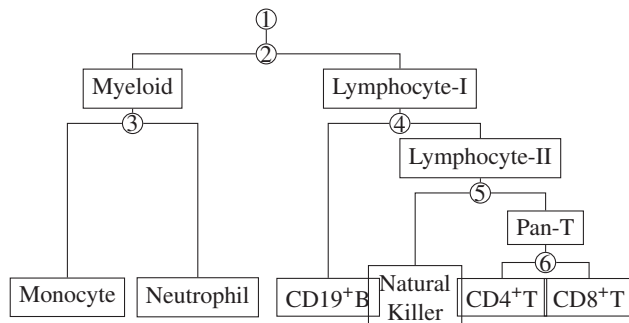 1
2
Myeloid
Lymphocyte-I
3
4
Lymphocyte-II
5
Pan-T
6
Monocyte
Neutrophil
CD19⁺B
Natural
Killer
CD4⁺T
CD8⁺T